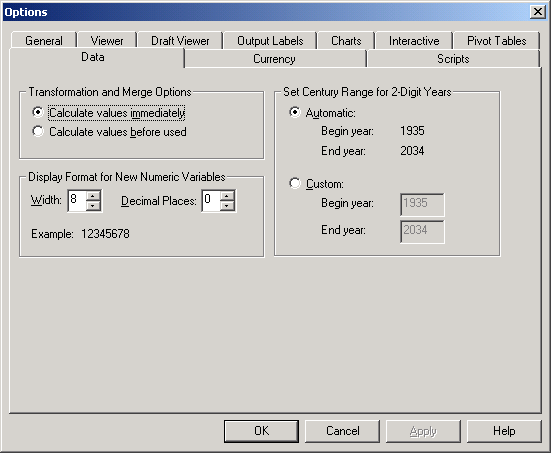 Options
General Viewer Draft Viewer Output Labels Charts Interactive Pivot Tables
Data Currency Scripts
Transformation and Merge Options
Calculate values immediately
Calculate values before used
Display Format for New Numeric Variables
Width: 8 Decimal Places: 0
Example: 12345678
Set Century Range for 2-Digit Years
Automatic:
Begin year: 1935
End year: 2034
Custom:
Begin year: 1935
End year: 2034
OK Cancel Apply Help